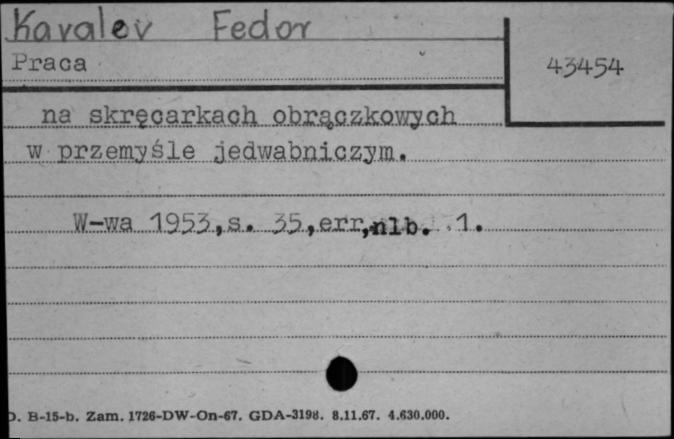 Kavalev Fedor
Praca
43454
na skręcarkach obrączkowych
w przemyśle jedwabniczym.
W-wa 1953,s. 35,err,nlb. 1.
D. B-15-b. Zam. 1726-DW-On-67. GDA-3198. 8.11.67. 4.630.000.